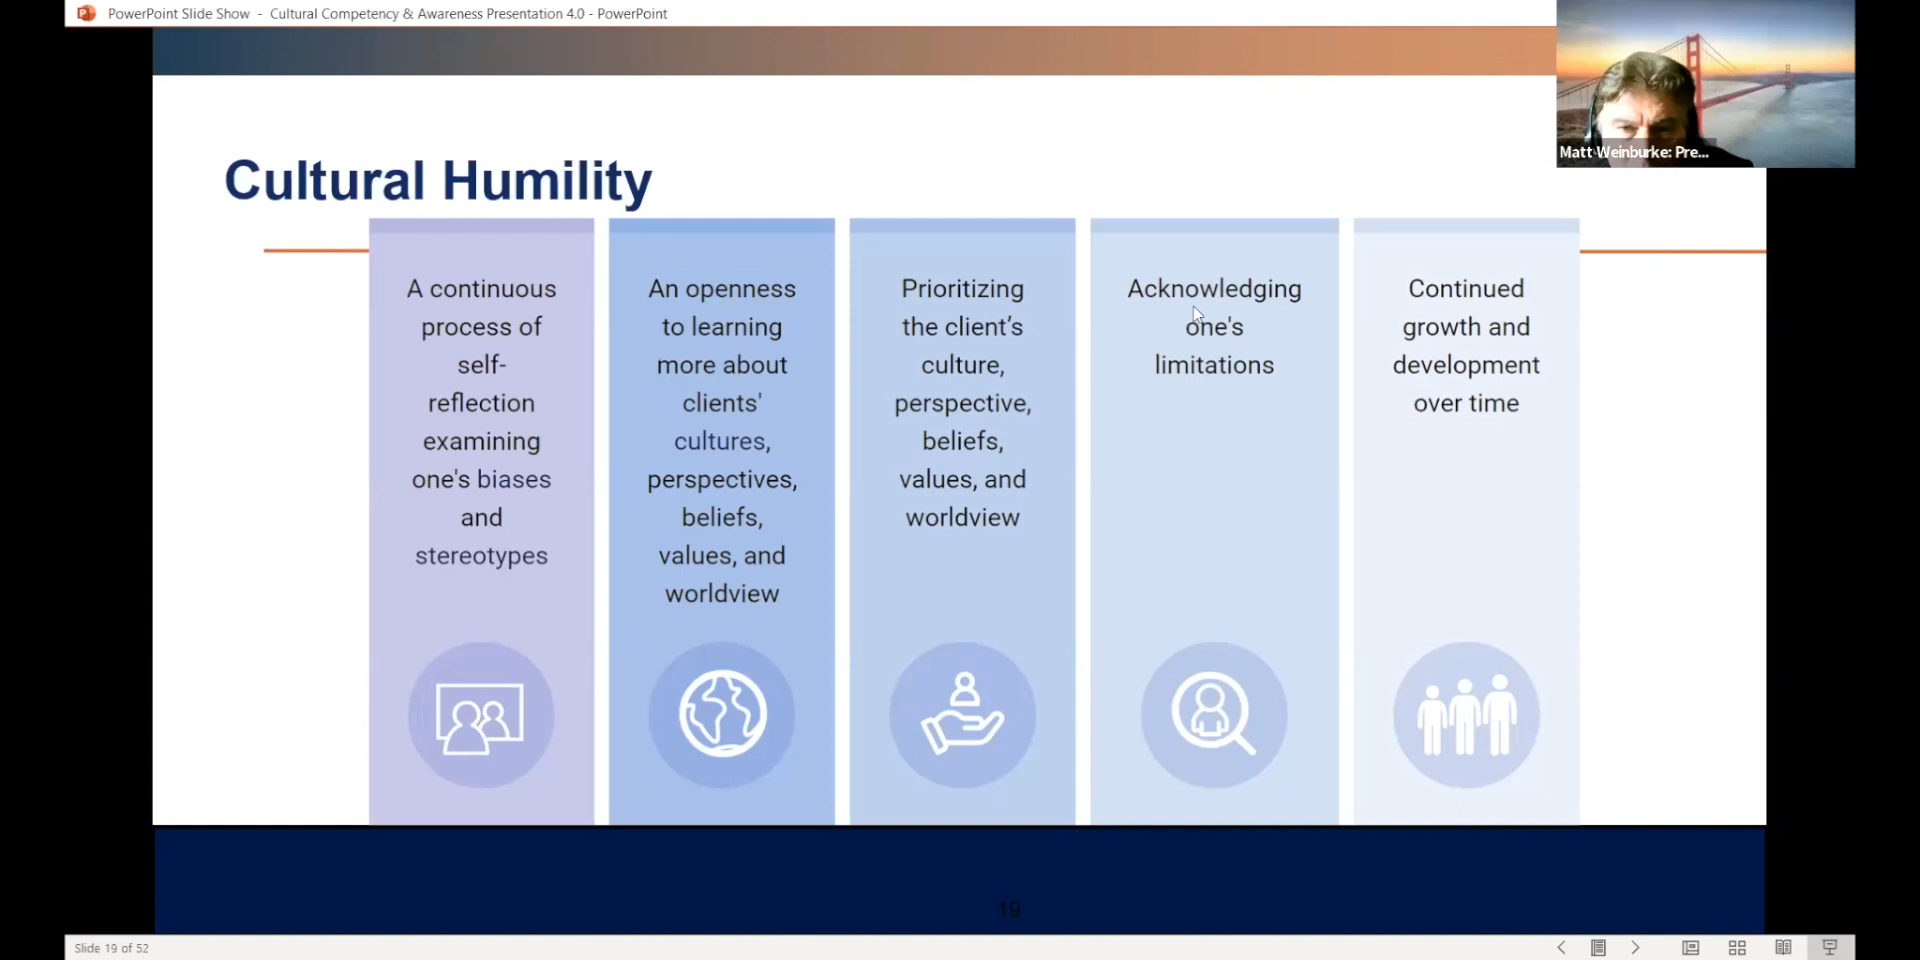 PowerPoint Slide Show - Cultural Competency & Awareness Presentation 4.0 - PowerPoint
Matt Weinburke: Pre...
Cultural Humility
A continuous
process of
self-
reflection
examining
one's biases
and
stereotypes
An openness
to learning
more about
clients'
cultures,
perspectives,
beliefs,
values, and
worldview
Prioritizing
the client’s
culture,
perspective,
beliefs,
values, and
worldview
Acknowledging
one's
limitations
Continued
growth and
development
over time
19
Slide 19 of 52